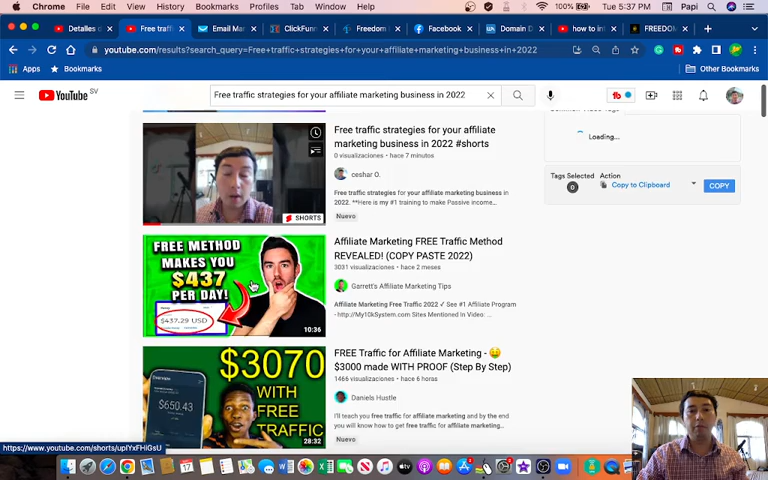 Chrome File Edit View History Bookmarks Profiles Tab Window Help 100% Tue 5:37 PM Papi
Detalles d Free traffi Email Mar ClickFunn Freedom Facebook Domain D how to in FREEDOM
youtube.com/results?search_query=Free+traffic+strategies+for+your+affiliate+marketing+business+in+2022
Apps Bookmarks Other Bookmarks
YouTube SV
Free traffic strategies for your affiliate marketing business in 2022
Loading...
Tags Selected
0
Action
Copy to Clipboard
COPY
SHORTS
Free traffic strategies for your affiliate
marketing business in 2022 #shorts
0 visualizaciones • hace 7 minutos
ceshar O.
Free traffic strategies for your affiliate marketing business in
2022. **Here is my #1 training to make Passive income...
Nuevo
FREE METHOD
MAKES YOU
$437
PER DAY!
$437.29 USD
10:36
Affiliate Marketing FREE Traffic Method
REVEALED! (COPY PASTE 2022)
3031 visualizaciones • hace 2 meses
Garrett's Affiliate Marketing Tips
Affiliate Marketing Free Traffic 2022 ✓ See #1 Affiliate Program
- http://My10kSystem.com Sites Mentioned In Video: ...
$3070
WITH
FREE
TRAFFIC
$650.43
28:32
FREE Traffic for Affiliate Marketing - 🤑
$3000 made WITH PROOF (Step By Step)
1466 visualizaciones • hace 6 horas
Daniels Hustle
I'll teach you free traffic for affiliate marketing and by the end
you will know how to get free traffic for affiliate marketing...
Nuevo
https://www.youtube.com/shorts/uplYxFHiGsU